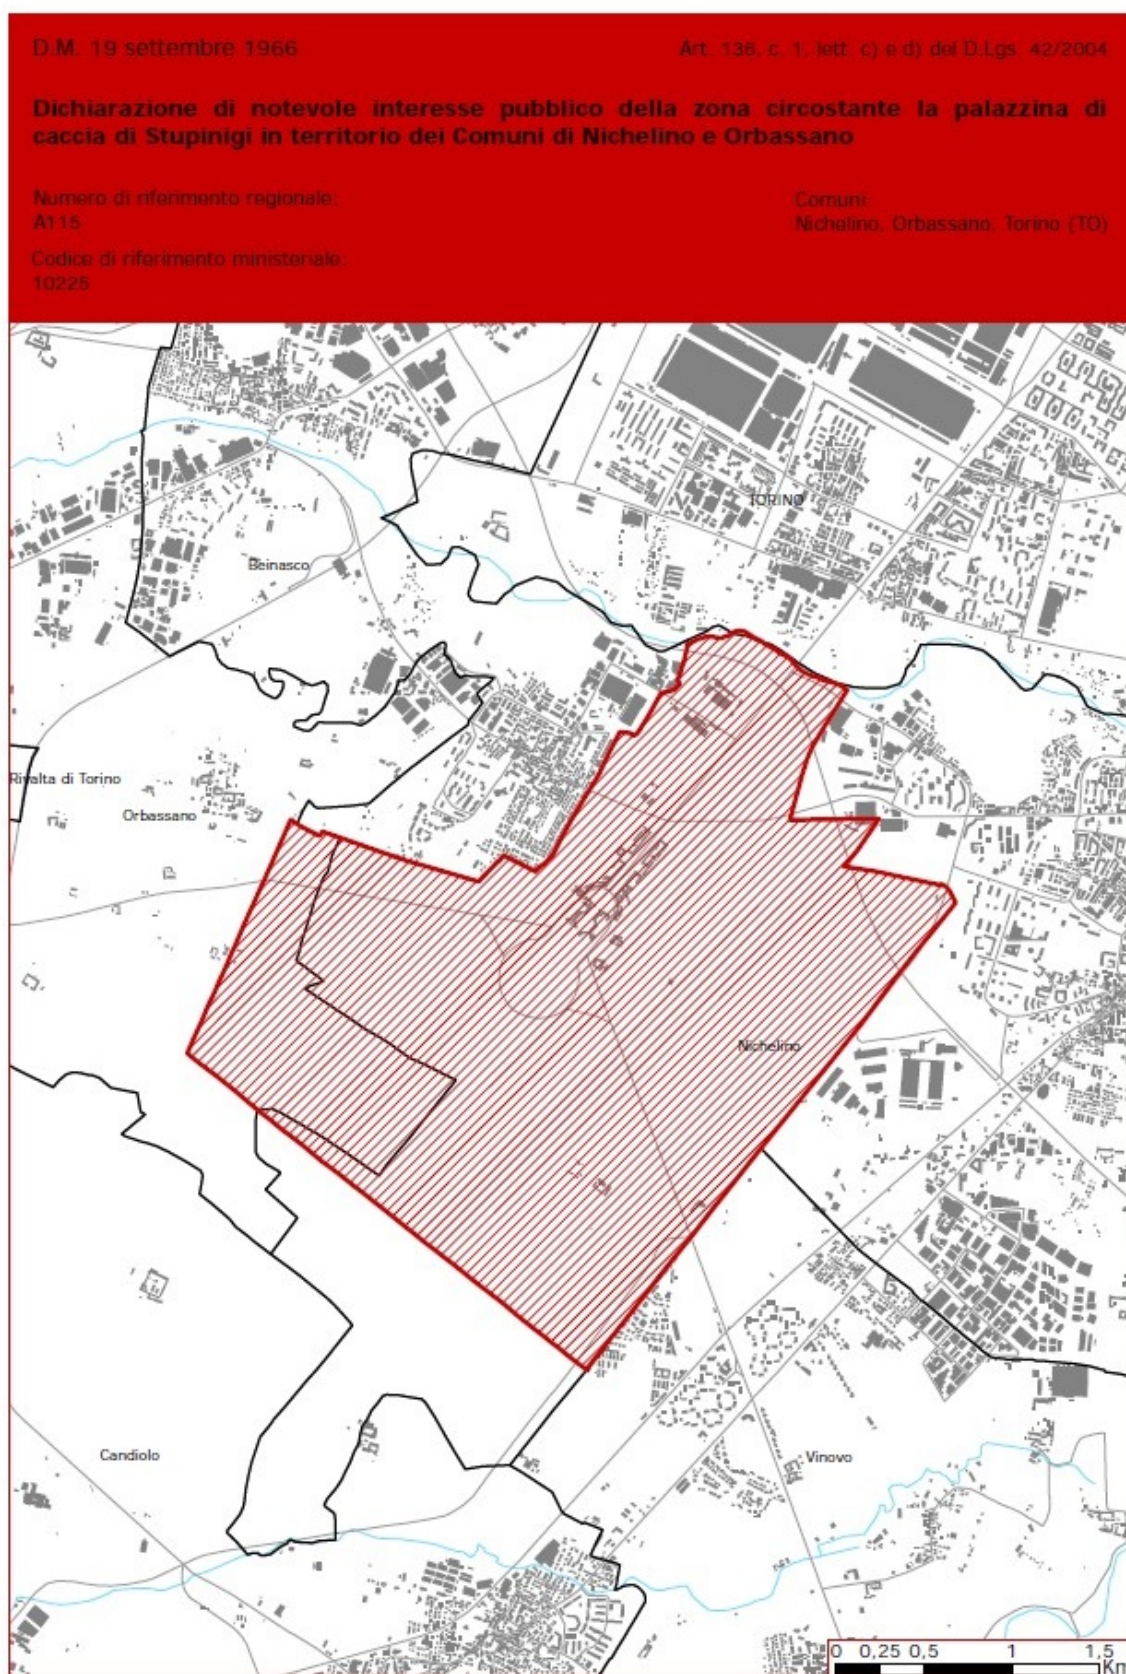 D.M. 19 settembre 1966
Art. 136, c. 1, lett. c) e d) del D.Lgs. 42/2004
Dichiarazione di notevole interesse pubblico della zona circostante la palazzina di
caccia di Stupinigi in territorio dei Comuni di Nichelino e Orbassano
Numero di riferimento regionale:
A115
Comuni:
Nichelino, Orbassano, Torino (TO)
Codice di riferimento ministeriale:
10225
TORINO
Beinasco
Rivalta di Torino
Orbassano
Nichelino
Candiolo
Vinovo
0 0,25 0,5 1 1,5
Km